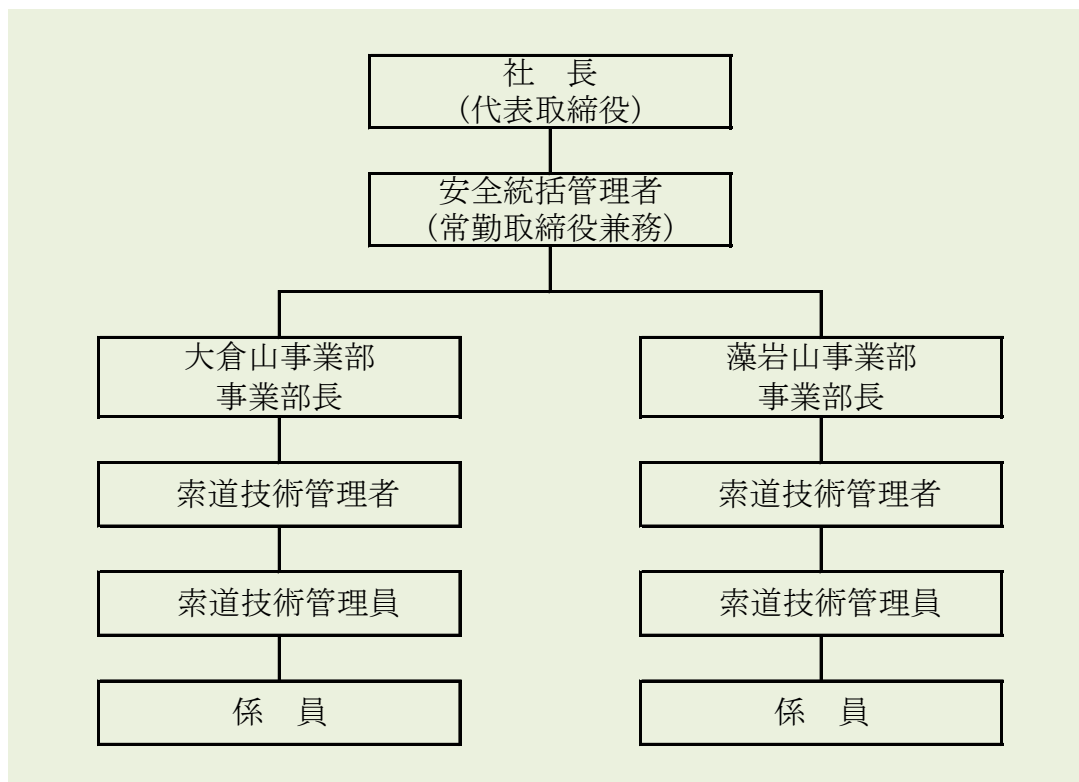 社　長
（代表取締役）
安全統括管理者
（常勤取締役兼務）
大倉山事業部
事業部長
藻岩山事業部
事業部長
索道技術管理者
索道技術管理者
索道技術管理員
索道技術管理員
係　員
係　員